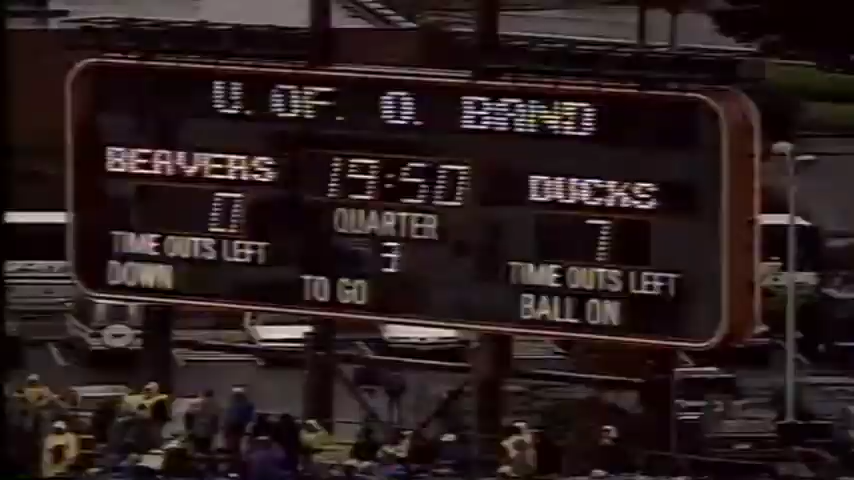 U. OF. O. BAND
BEAVERS 19:50 DUCKS
0 QUARTER 7
3
TIME OUTS LEFT TIME OUTS LEFT
DOWN TO GO BALL ON